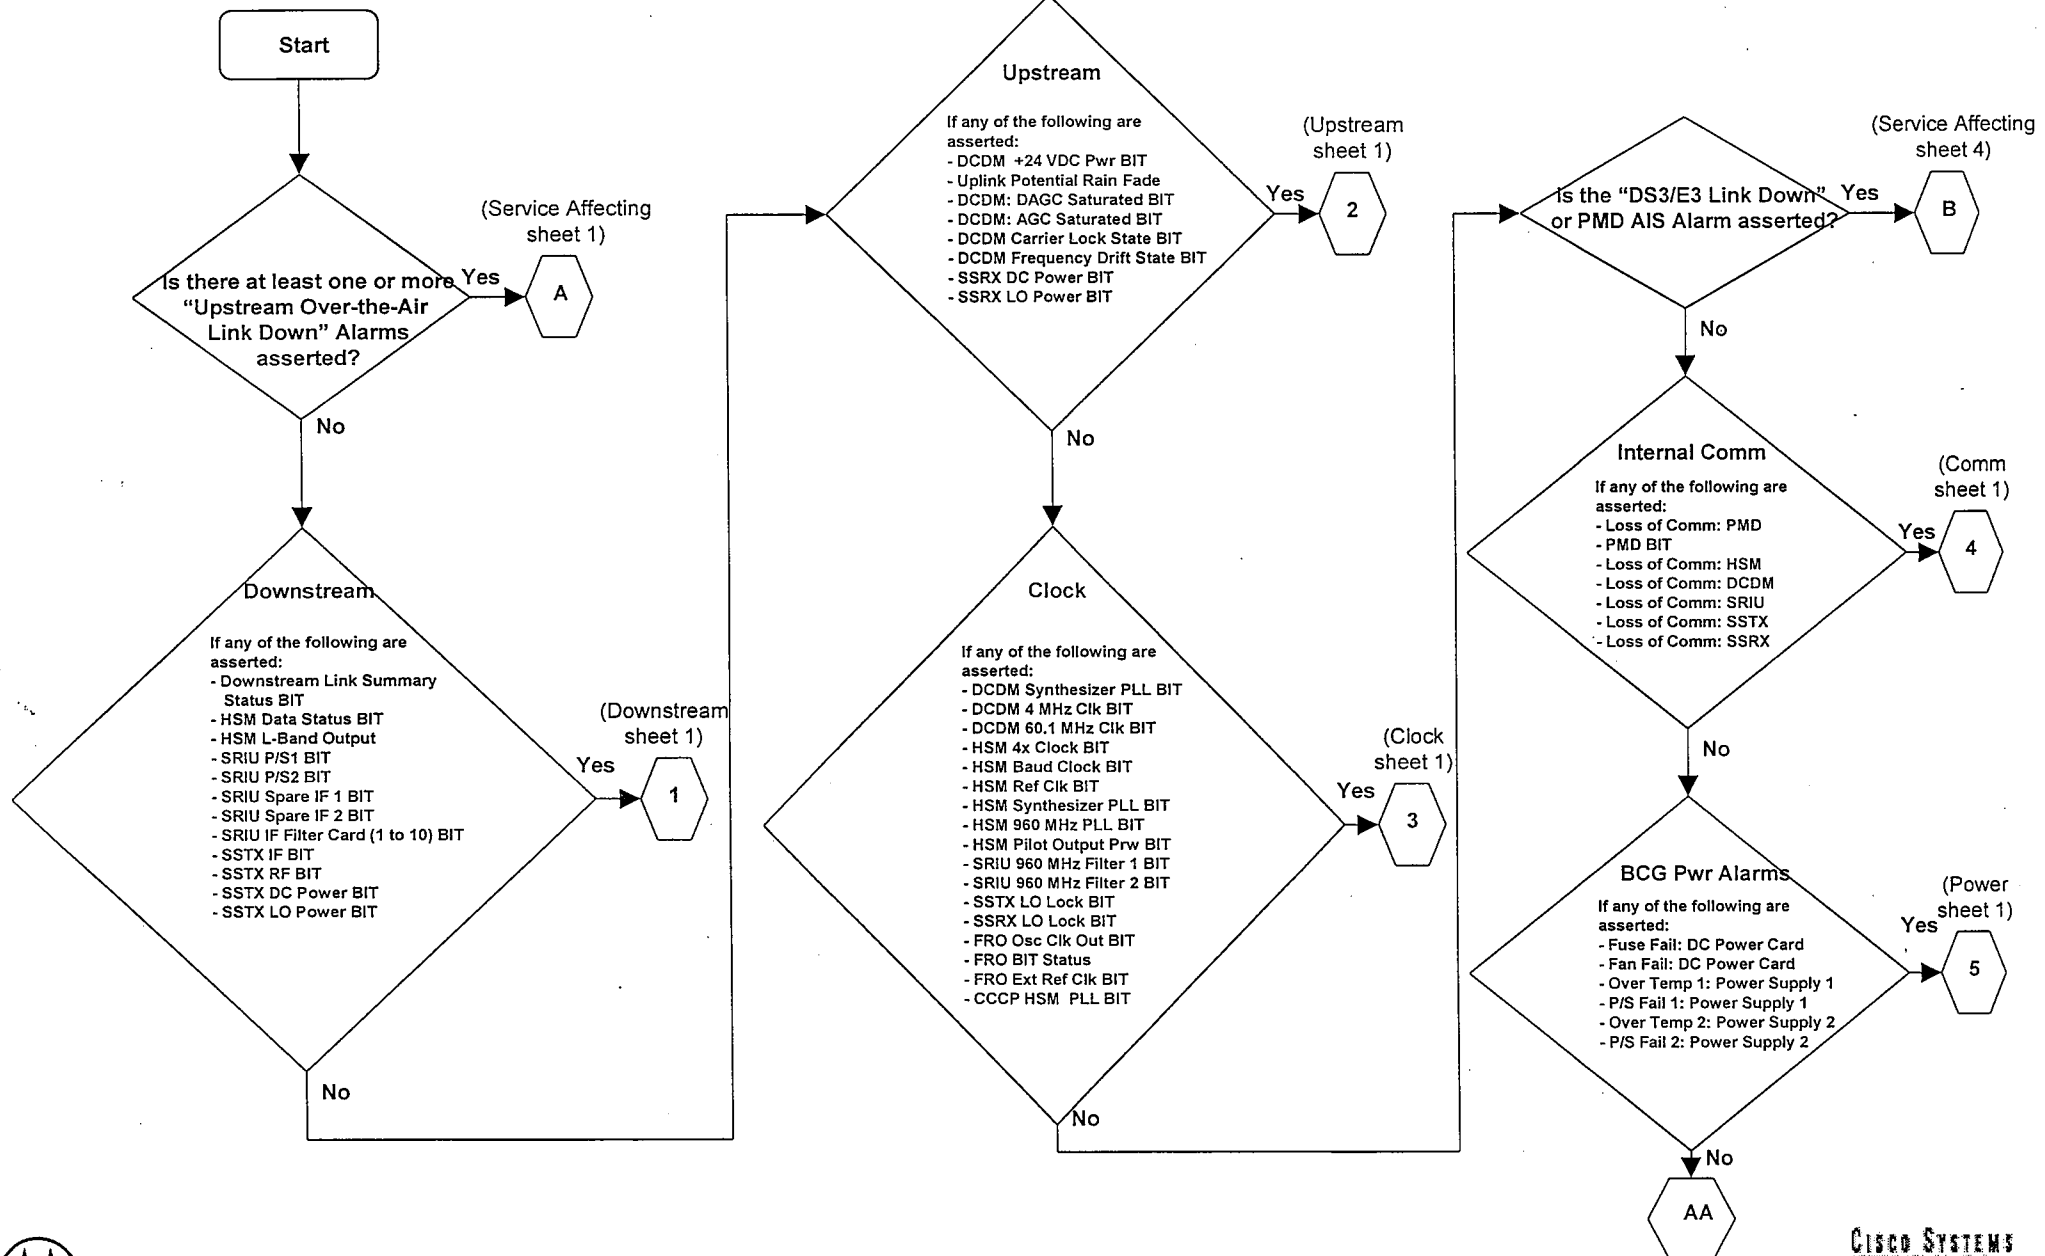 Start
Is there at least one or more
“Upstream Over-the-Air
Link Down” Alarms
asserted?
Yes
(Service Affecting
sheet 1)
A
No
Downstream
If any of the following are
asserted:
- Downstream Link Summary
Status BIT
- HSM Data Status BIT
- HSM L-Band Output
- SRIU P/S1 BIT
- SRIU P/S2 BIT
- SRIU Spare IF 1 BIT
- SRIU Spare IF 2 BIT
- SRIU IF Filter Card (1 to 10) BIT
- SSTX IF BIT
- SSTX RF BIT
- SSTX DC Power BIT
- SSTX LO Power BIT
Yes
(Downstream
sheet 1)
1
No
Upstream
If any of the following are
asserted:
- DCDM +24 VDC Pwr BIT
- Uplink Potential Rain Fade
- DCDM: DAGC Saturated BIT
- DCDM: AGC Saturated BIT
- DCDM Carrier Lock State BIT
- DCDM Frequency Drift State BIT
- SSRX DC Power BIT
- SSRX LO Power BIT
Yes
(Upstream
sheet 1)
2
No
Clock
If any of the following are
asserted:
- DCDM Synthesizer PLL BIT
- DCDM 4 MHz Clk BIT
- DCDM 60.1 MHz Clk BIT
- HSM 4x Clock BIT
- HSM Baud Clock BIT
- HSM Ref Clk BIT
- HSM Synthesizer PLL BIT
- HSM 960 MHz PLL BIT
- HSM Pilot Output Prw BIT
- SRIU 960 MHz Filter 1 BIT
- SRIU 960 MHz Filter 2 BIT
- SSTX LO Lock BIT
- SSRX LO Lock BIT
- FRO Osc Clk Out BIT
- FRO BIT Status
- FRO Ext Ref Clk BIT
- CCCP HSM PLL BIT
Yes
(Clock
sheet 1)
3
No
Is the “DS3/E3 Link Down”
or PMD AIS Alarm asserted?
Yes
(Service Affecting
sheet 4)
B
No
Internal Comm
If any of the following are
asserted:
- Loss of Comm: PMD
- PMD BIT
- Loss of Comm: HSM
- Loss of Comm: DCDM
- Loss of Comm: SRIU
- Loss of Comm: SSTX
- Loss of Comm: SSRX
Yes
(Comm
sheet 1)
4
No
BCG Pwr Alarms
If any of the following are
asserted:
- Fuse Fail: DC Power Card
- Fan Fail: DC Power Card
- Over Temp 1: Power Supply 1
- P/S Fail 1: Power Supply 1
- Over Temp 2: Power Supply 2
- P/S Fail 2: Power Supply 2
Yes
(Power
sheet 1)
5
No
AA
CISCO SYSTEMS